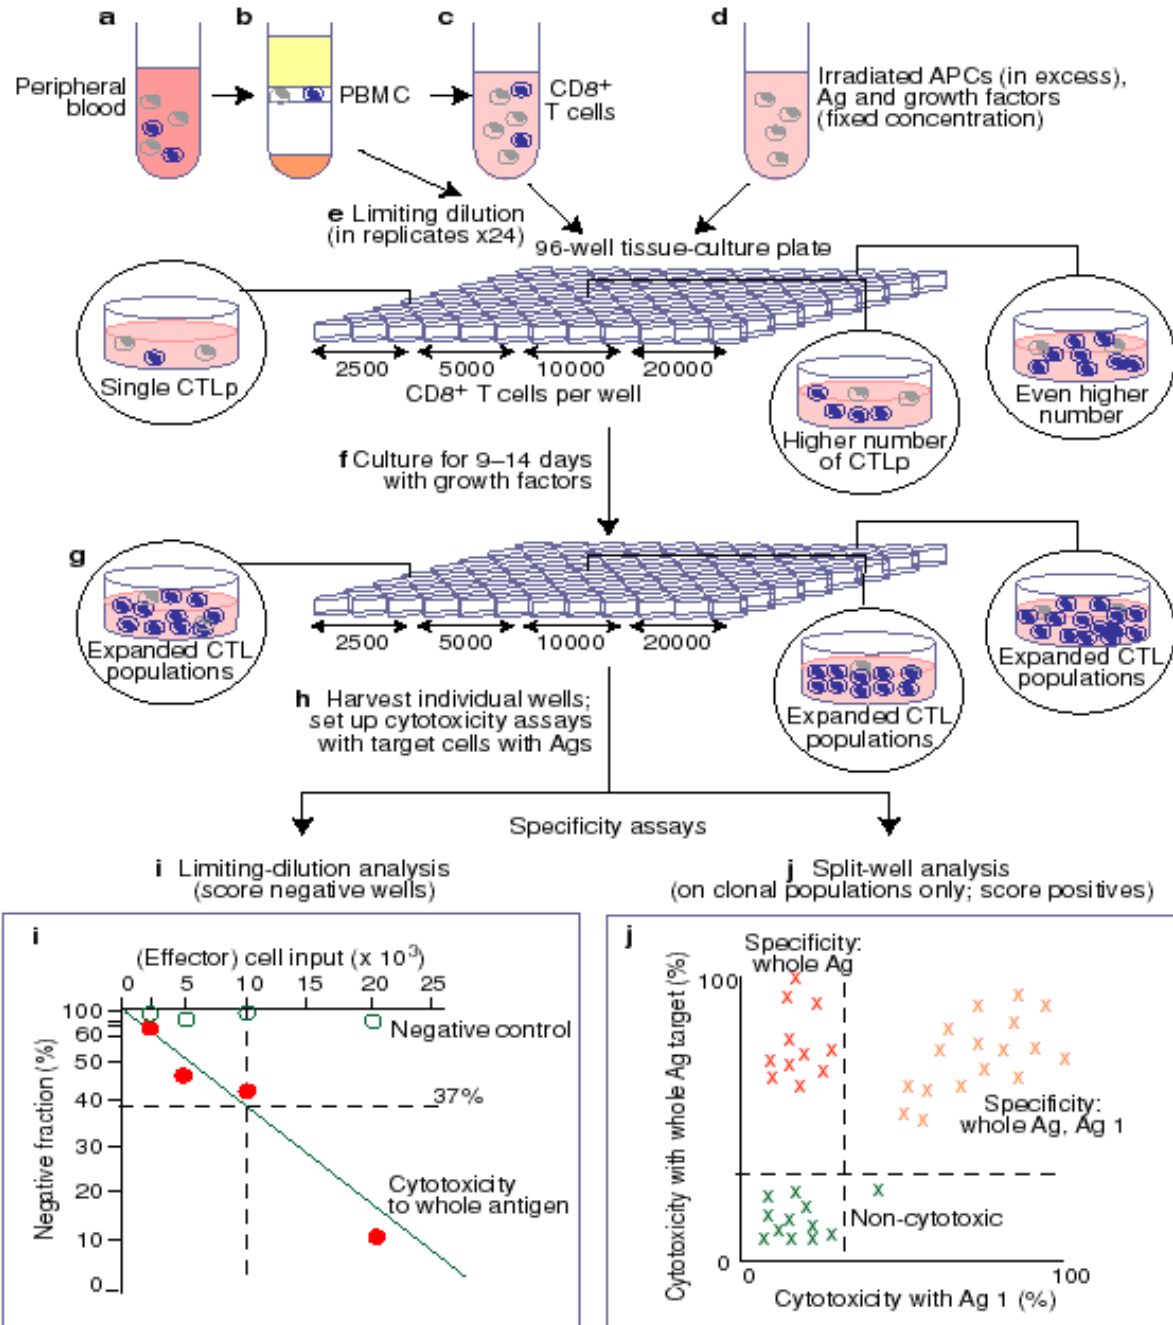 a
b
c
d
Peripheral
blood
PBMC
CD8⁺
T cells
Irradiated APCs (in excess),
Ag and growth factors
(fixed concentration)
e Limiting dilution
(in replicates x24)
96-well tissue-culture plate
Single CTLp
2500
5000
10000
20000
CD8⁺ T cells per well
Higher number
of CTLp
Even higher
number
f Culture for 9–14 days
with growth factors
g
Expanded CTL
populations
2500
5000
10000
20000
Expanded CTL
populations
Expanded CTL
populations
h Harvest individual wells;
set up cytotoxicity assays
with target cells with Ags
Specificity assays
i Limiting-dilution analysis
(score negative wells)
j Split-well analysis
(on clonal populations only; score positives)
i
(Effector) cell input (x 10³)
0 5 10 15 20 25
100
60
50
40
30
20
10
0
Negative fraction (%)
Negative control
37%
Cytotoxicity
to whole antigen
j
Cytotoxicity with whole Ag target (%)
100
0
Specificity:
whole Ag
Specificity:
whole Ag, Ag 1
Non-cytotoxic
0 100
Cytotoxicity with Ag 1 (%)